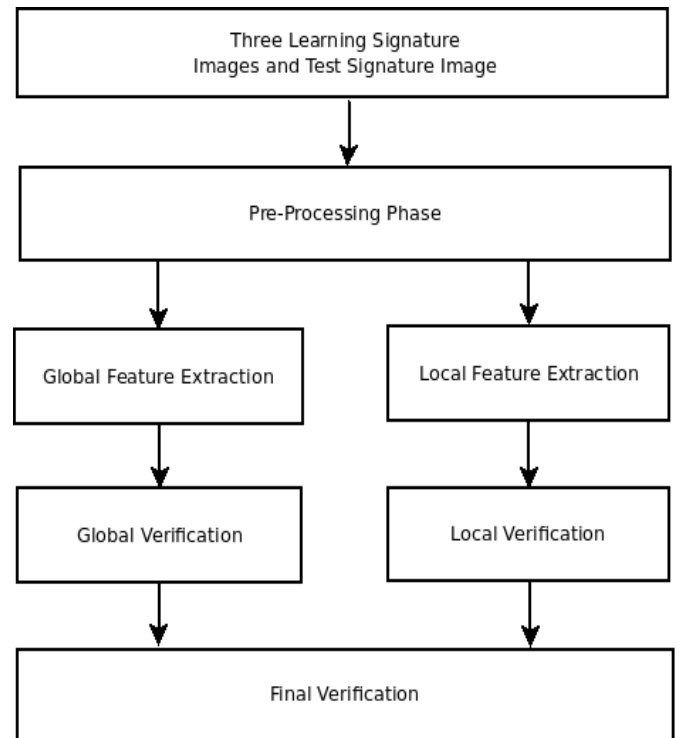 Three Learning Signature
Images and Test Signature Image
Pre-Processing Phase
Global Feature Extraction
Local Feature Extraction
Global Verification
Local Verification
Final Verification